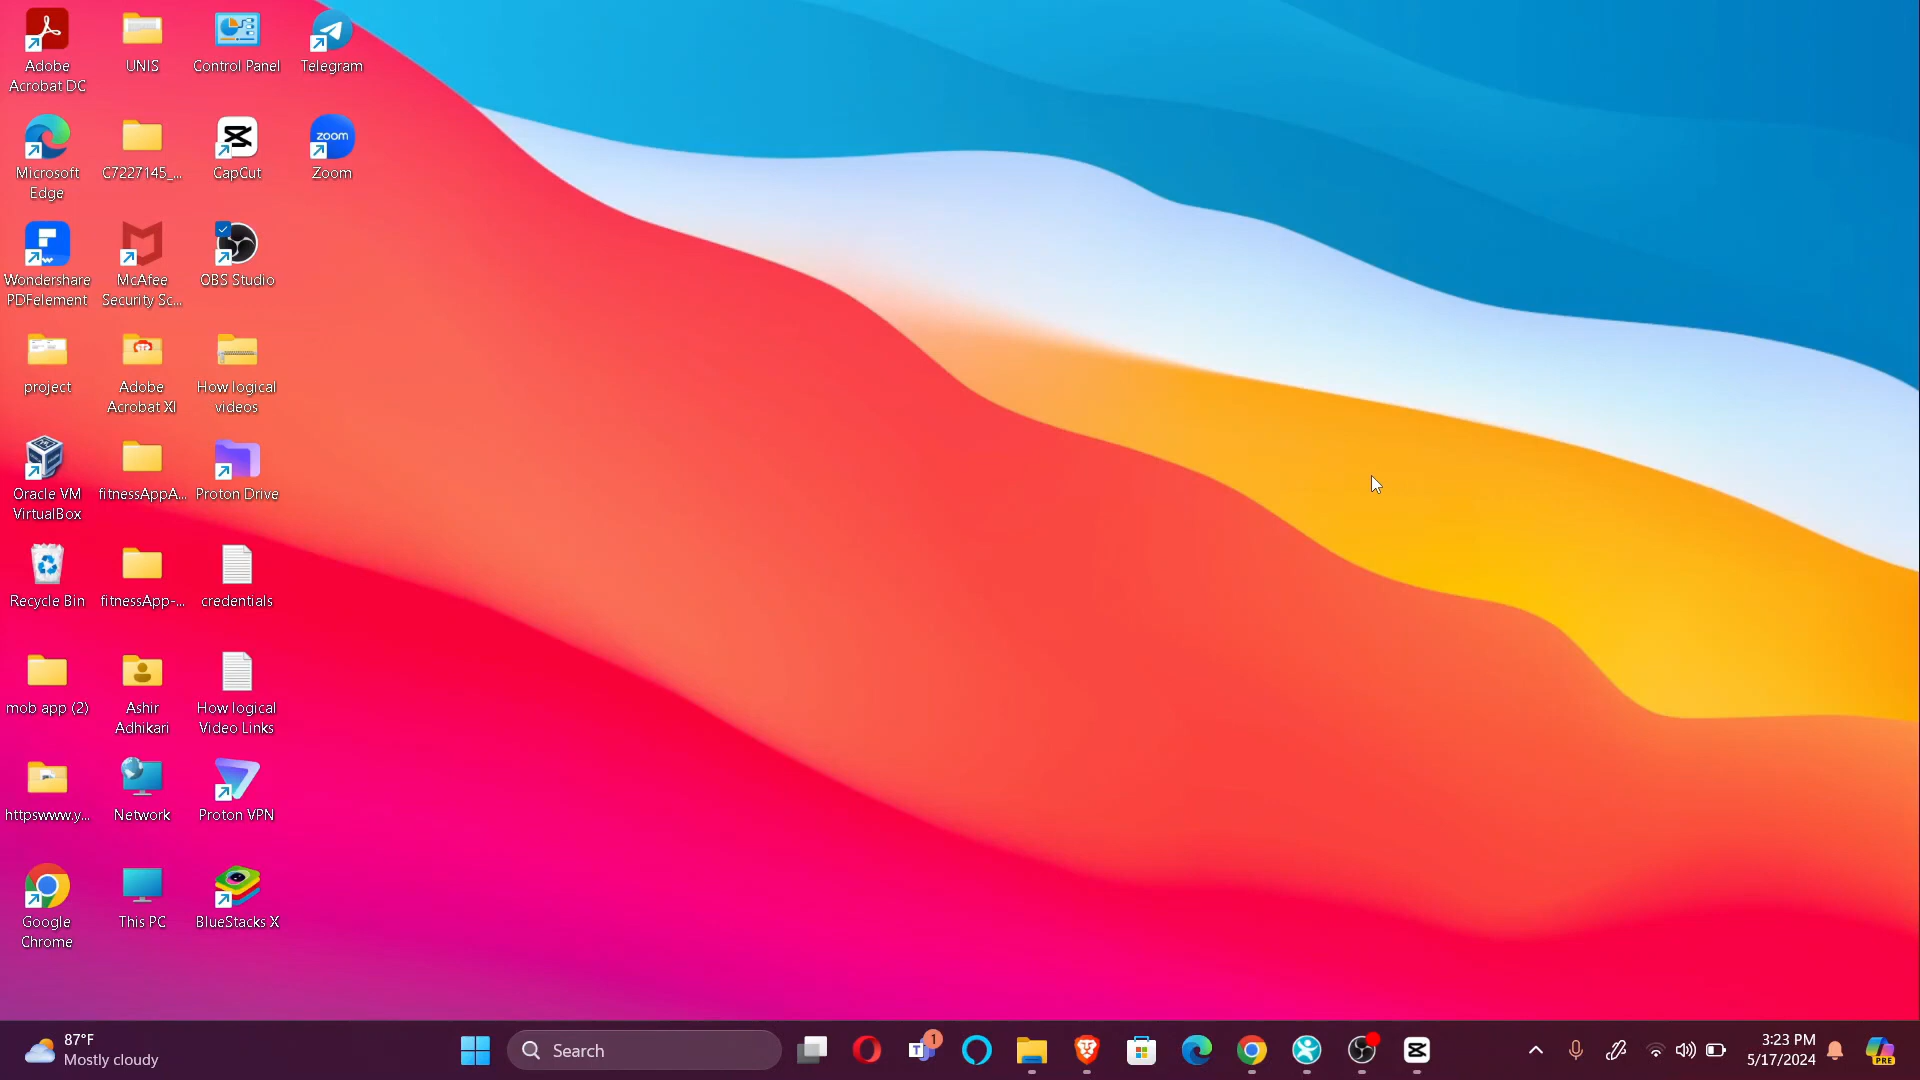 Adobe
Acrobat DC
UNIS
Control Panel
Telegram
Microsoft
Edge
C7227145_...
CapCut
zoom
Zoom
Wondershare
PDFelement
McAfee
Security Sc...
OBS Studio
project
Adobe
Acrobat XI
How logical
videos
Oracle VM
VirtualBox
fitnessAppA...
Proton Drive
Recycle Bin
fitnessApp-...
credentials
mob app (2)
Ashir
Adhikari
How logical
Video Links
httpswww.y...
Network
Proton VPN
Google
Chrome
This PC
BlueStacks X
87°F
Mostly cloudy
Search
1
3:23 PM
5/17/2024
PRE